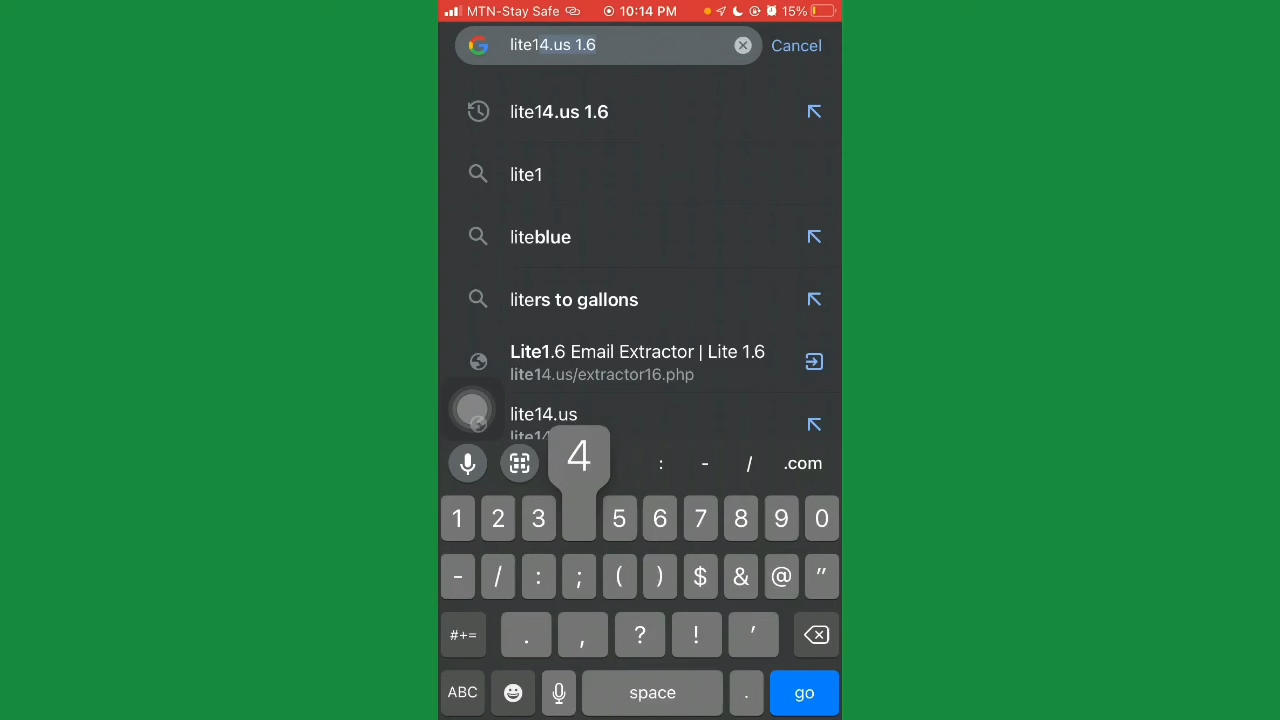 MTN-Stay Safe 10:14 PM 15%
lite14.us 1.6 Cancel
lite14.us 1.6
lite1
liteblue
liters to gallons
Lite1.6 Email Extractor | Lite 1.6
lite14.us/extractor16.php
lite14.us
lite14
4 : - / .com
1 2 3 5 6 7 8 9 0
- / : ; ( ) $ & @ "
#+= . , ? ! '
ABC space . go